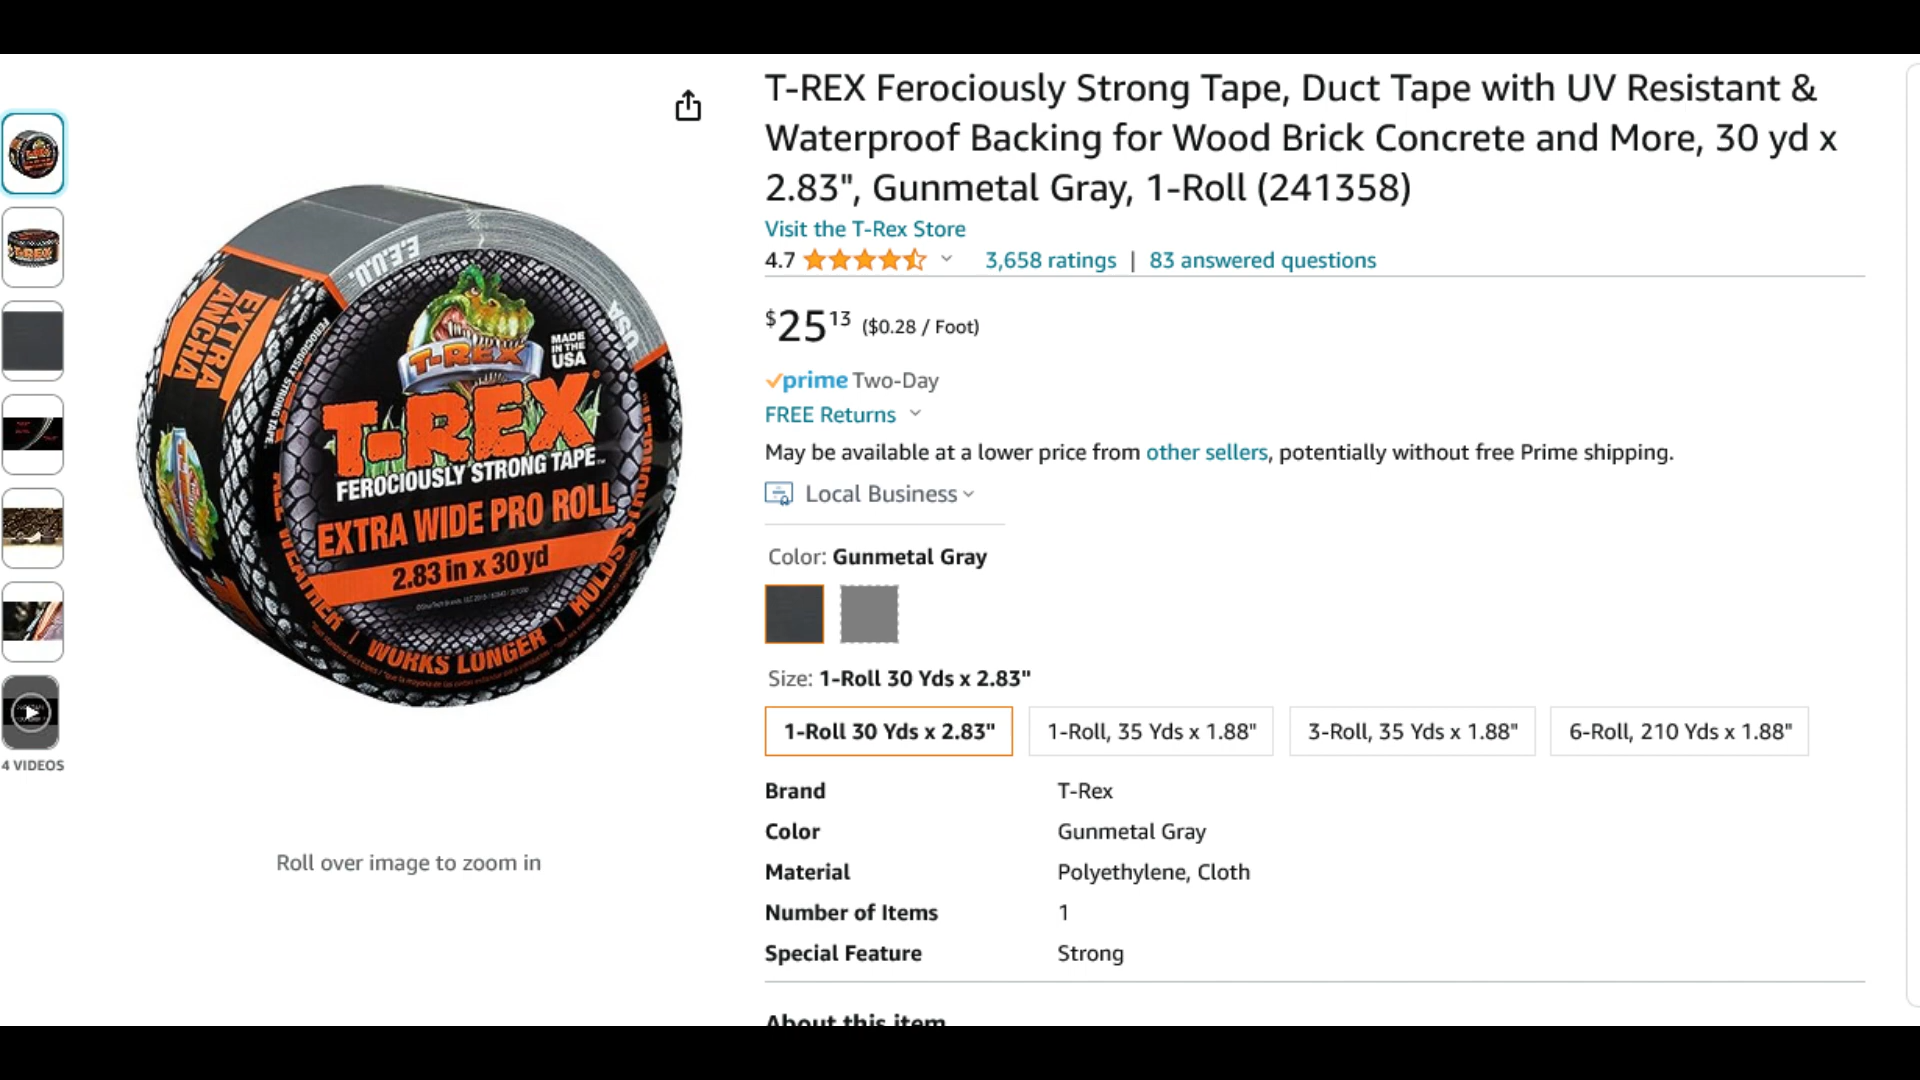 T-REX Ferociously Strong Tape, Duct Tape with UV Resistant &
Waterproof Backing for Wood Brick Concrete and More, 30 yd x
2.83", Gunmetal Gray, 1-Roll (241358)
Visit the T-Rex Store
4.7
3,658 ratings | 83 answered questions
$25 13 ($0.28 / Foot)
prime Two-Day
FREE Returns
May be available at a lower price from other sellers, potentially without free Prime shipping.
Local Business
Color: Gunmetal Gray
Size: 1-Roll 30 Yds x 2.83"
1-Roll 30 Yds x 2.83"
1-Roll, 35 Yds x 1.88"
3-Roll, 35 Yds x 1.88"
6-Roll, 210 Yds x 1.88"
Brand T-Rex
Color Gunmetal Gray
Material Polyethylene, Cloth
Number of Items 1
Special Feature Strong
About this item
E.E.U.U.
USA
EXTRA
ANCHA
FEROCIOUSLY STRONG TAPE
T-REX
MADE
IN THE
USA
T-REX
FEROCIOUSLY STRONG TAPE™
EXTRA WIDE PRO ROLL
2.83 in x 30 yd
ALL WEATHER | WORKS LONGER | HOLDS STRONGER
4 VIDEOS
Roll over image to zoom in